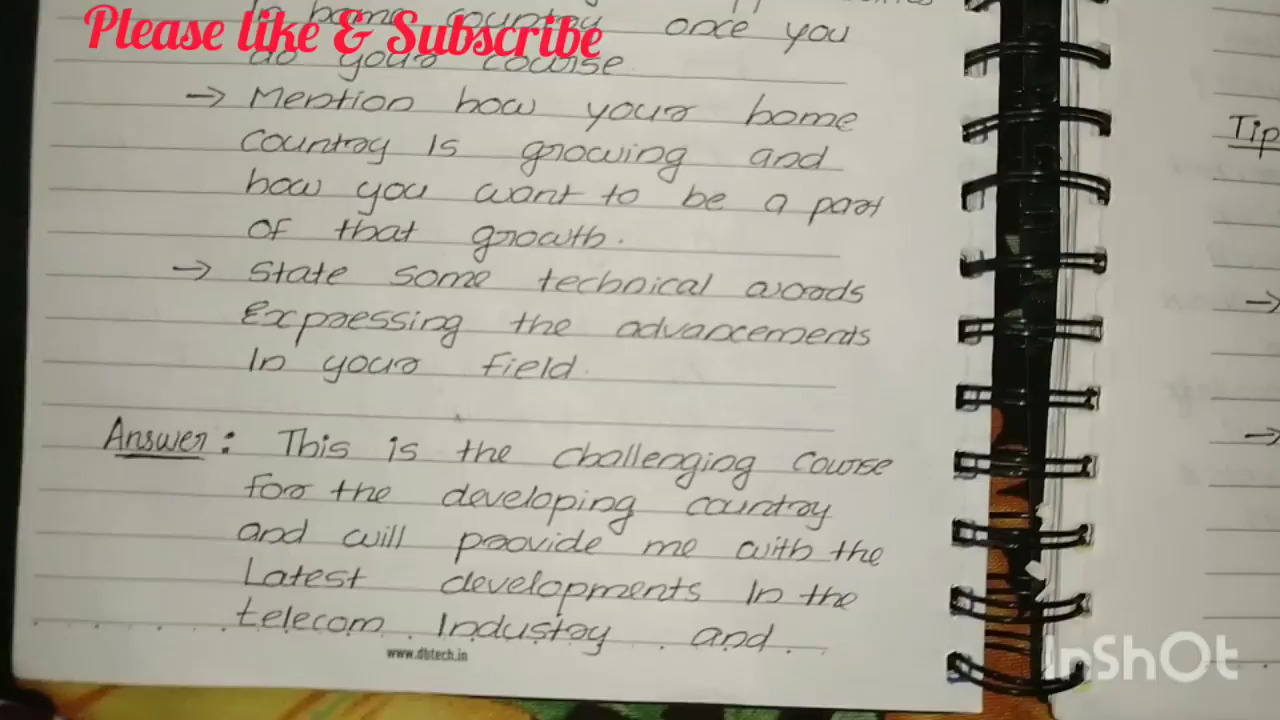 In home country once you
do your course
Please like & Subscribe
→ Mention how your home
country Is growing and
how you want to be a part
of that growth.
→ State some technical words
Expressing the advancements
In your field.
Answer: This is the challenging course
for the developing country
and will provide me with the
Latest developments In the
telecom Industry and
www.dbtech.in
Tip
→
→
InShOt